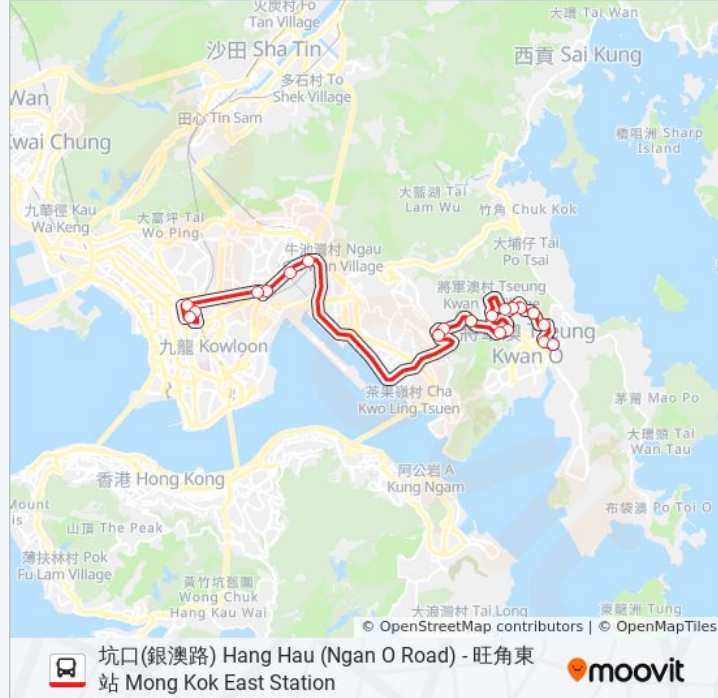 火炭村 Fo
Tan Village
大環 Tai Wan
沙田 Sha Tin
西貢 Sai Kung
多石村 To
Shek Village
Wan
田心 Tin Sam
橋咀洲 Sharp
Island
wai Chung
大藍湖 Tai
Lam Wu
竹角 Chuk Kok
九華徑 Kau
Wa Keng
大窩坪 Tai
Wo Ping
牛池灣村 Ngau
Village
大埔仔 Tai
Po Tsai
將軍澳村 Tseung
Kwan
九龍 Kowloon
Tseung
Kwan O
茶果嶺村 Cha
Kwo Ling Tsuen
茅莆 Mao Po
大環頭 Tai
Wan Tau
香港 Hong Kong
阿公岩 A
Kung Ngam
布袋澳 Po Toi O
Mount
is
山頂 The Peak
薄扶林村 Pok
Fu Lam Village
黃竹坑舊圍
Wong Chuk
Hang Kau Wai
大浪灣村 Tai Long
東龍洲 Tung
© OpenStreetMap contributors | © OpenMapTiles
坑口(銀澳路) Hang Hau (Ngan O Road) - 旺角東
站 Mong Kok East Station
moovit